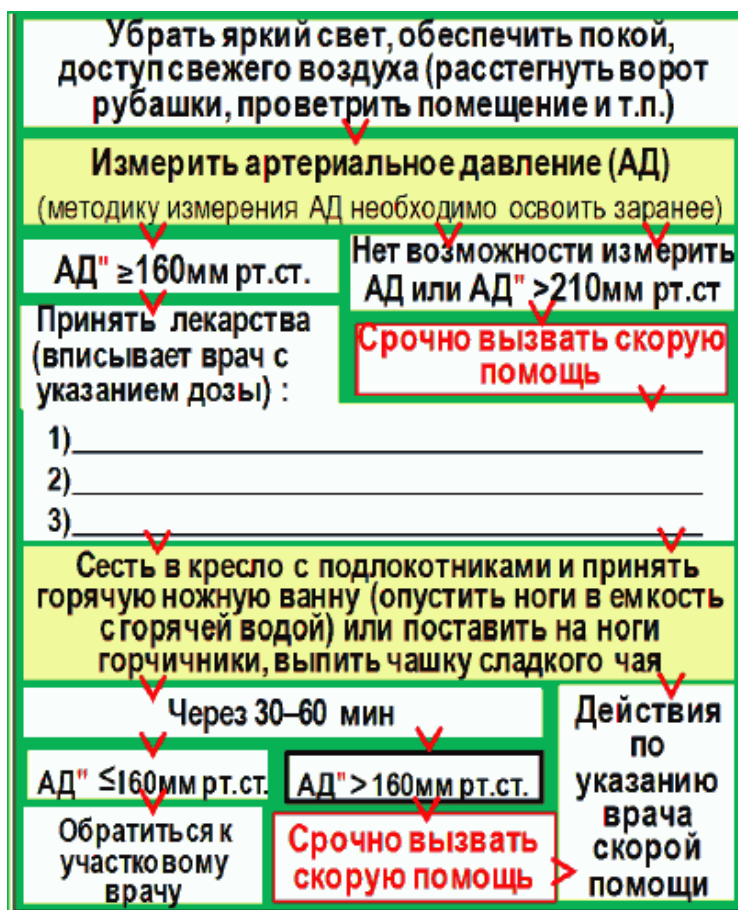 Убрать яркий свет, обеспечить покой,
доступ свежего воздуха (расстегнуть ворот
рубашки, проветрить помещение и т.п.)
Измерить артериальное давление (АД)
(методику измерения АД необходимо освоить заранее)
АД" ≥160мм рт.ст.
Нет возможности измерить
АД или АД" >210мм рт.ст
Принять лекарства
(вписывает врач с
указанием дозы) :
Срочно вызвать скорую
помощь
1)
2)
3)
Сесть в кресло с подлокотниками и принять
горячую ножную ванну (опустить ноги в емкость
с горячей водой) или поставить на ноги
горчичники, выпить чашку сладкого чая
Через 30–60 мин
АД" ≤160мм рт.ст.
АД" > 160мм рт.ст.
Обратиться к
участковому
врачу
Срочно вызвать
скорую помощь
Действия
по
указанию
врача
скорой
помощи